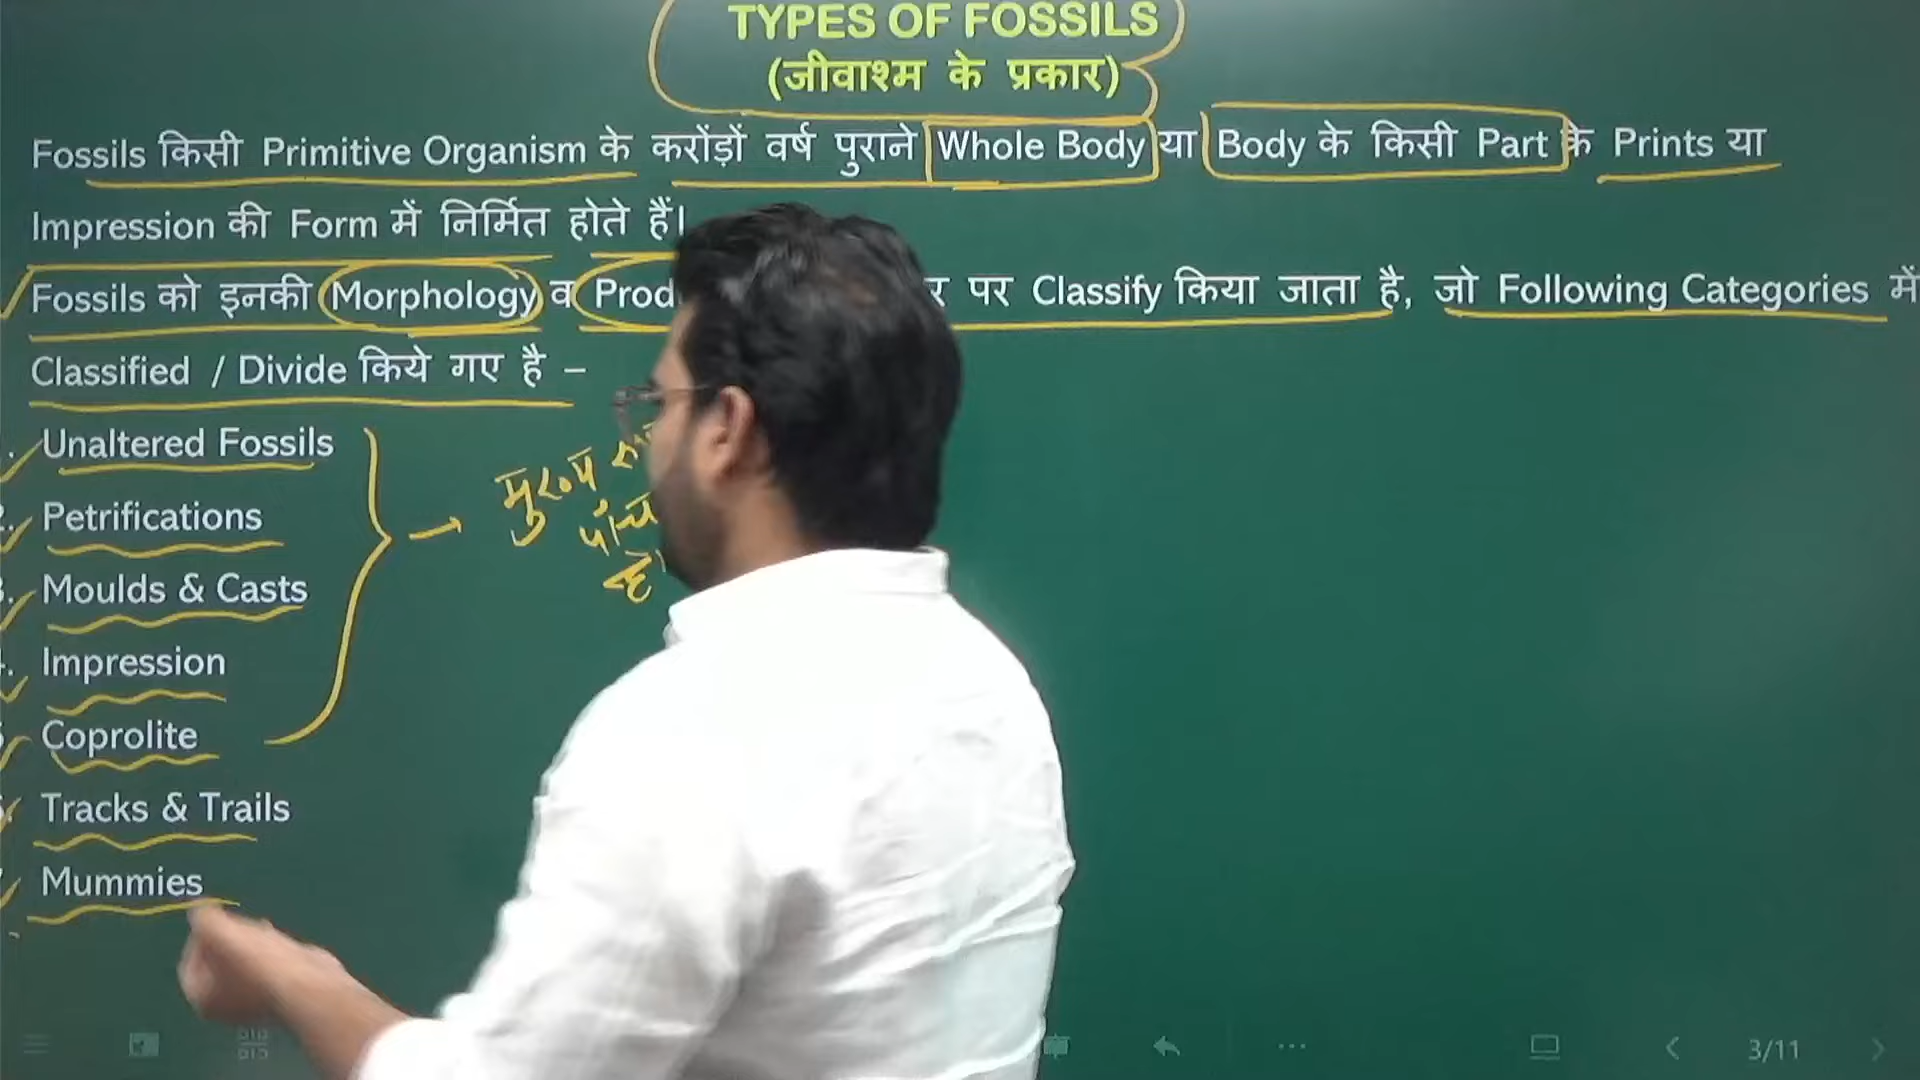 TYPES OF FOSSILS
(जीवाश्म के प्रकार)
Fossils किसी Primitive Organism के करोंड़ों वर्ष पुराने Whole Body या Body के किसी Part के Prints या
Impression की Form में निर्मित होते हैं।
Fossils को इनकी Morphology व पर Classify किया जाता है, जो Following Categories में
Classified / Divide किये गए है –
Unaltered Fossils
Petrifications
Moulds & Casts
Impression
Coprolite
Tracks & Trails
Mummies
3/11